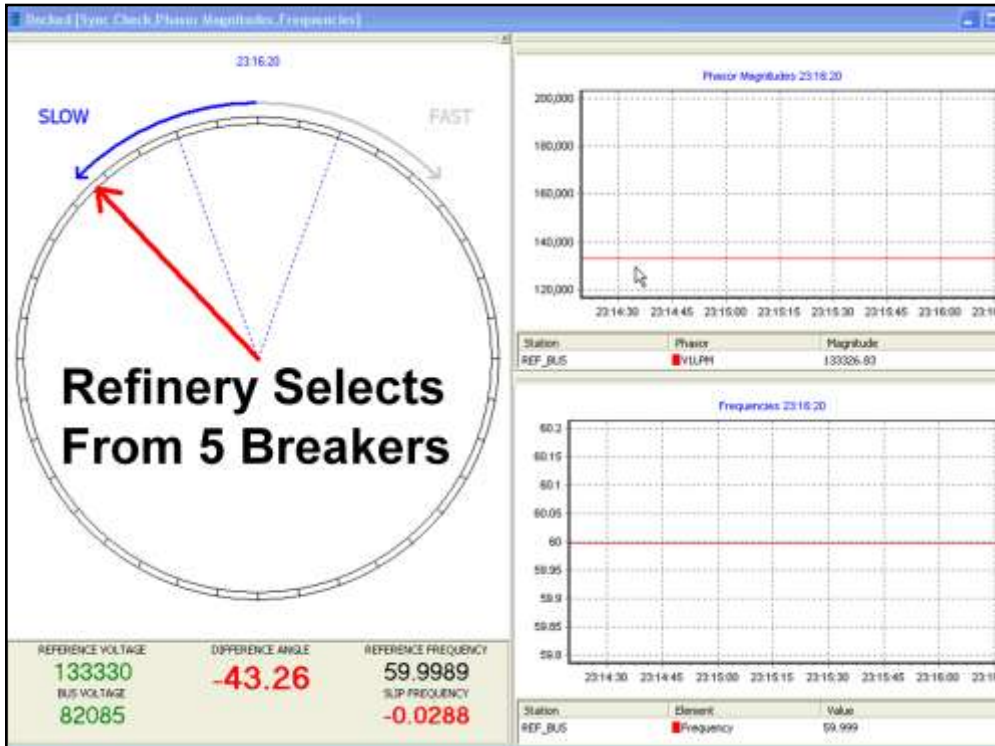 Docked [Sync Check,Phasor Magnitudes,Frequencies]
23:16:20
SLOW
FAST
Refinery Selects
From 5 Breakers
REFERENCE VOLTAGE
133330
BUS VOLTAGE
82085
DIFFERENCE ANGLE
-43.26
REFERENCE FREQUENCY
59.9989
SLIP FREQUENCY
-0.0288
Phasor Magnitudes 23:16:20
200,000
180,000
160,000
140,000
120,000
23:14:30 23:14:45 23:15:00 23:15:15 23:15:30 23:15:45 23:16:00
Station Phasor Magnitude
REF_BUS V1LPM 133326.83
Frequencies 23:16:20
60.2
60.15
60.1
60.05
60
59.95
59.9
59.85
59.8
23:14:30 23:14:45 23:15:00 23:15:15 23:15:30 23:15:45 23:16:00
Station Element Value
REF_BUS Frequency 59.999